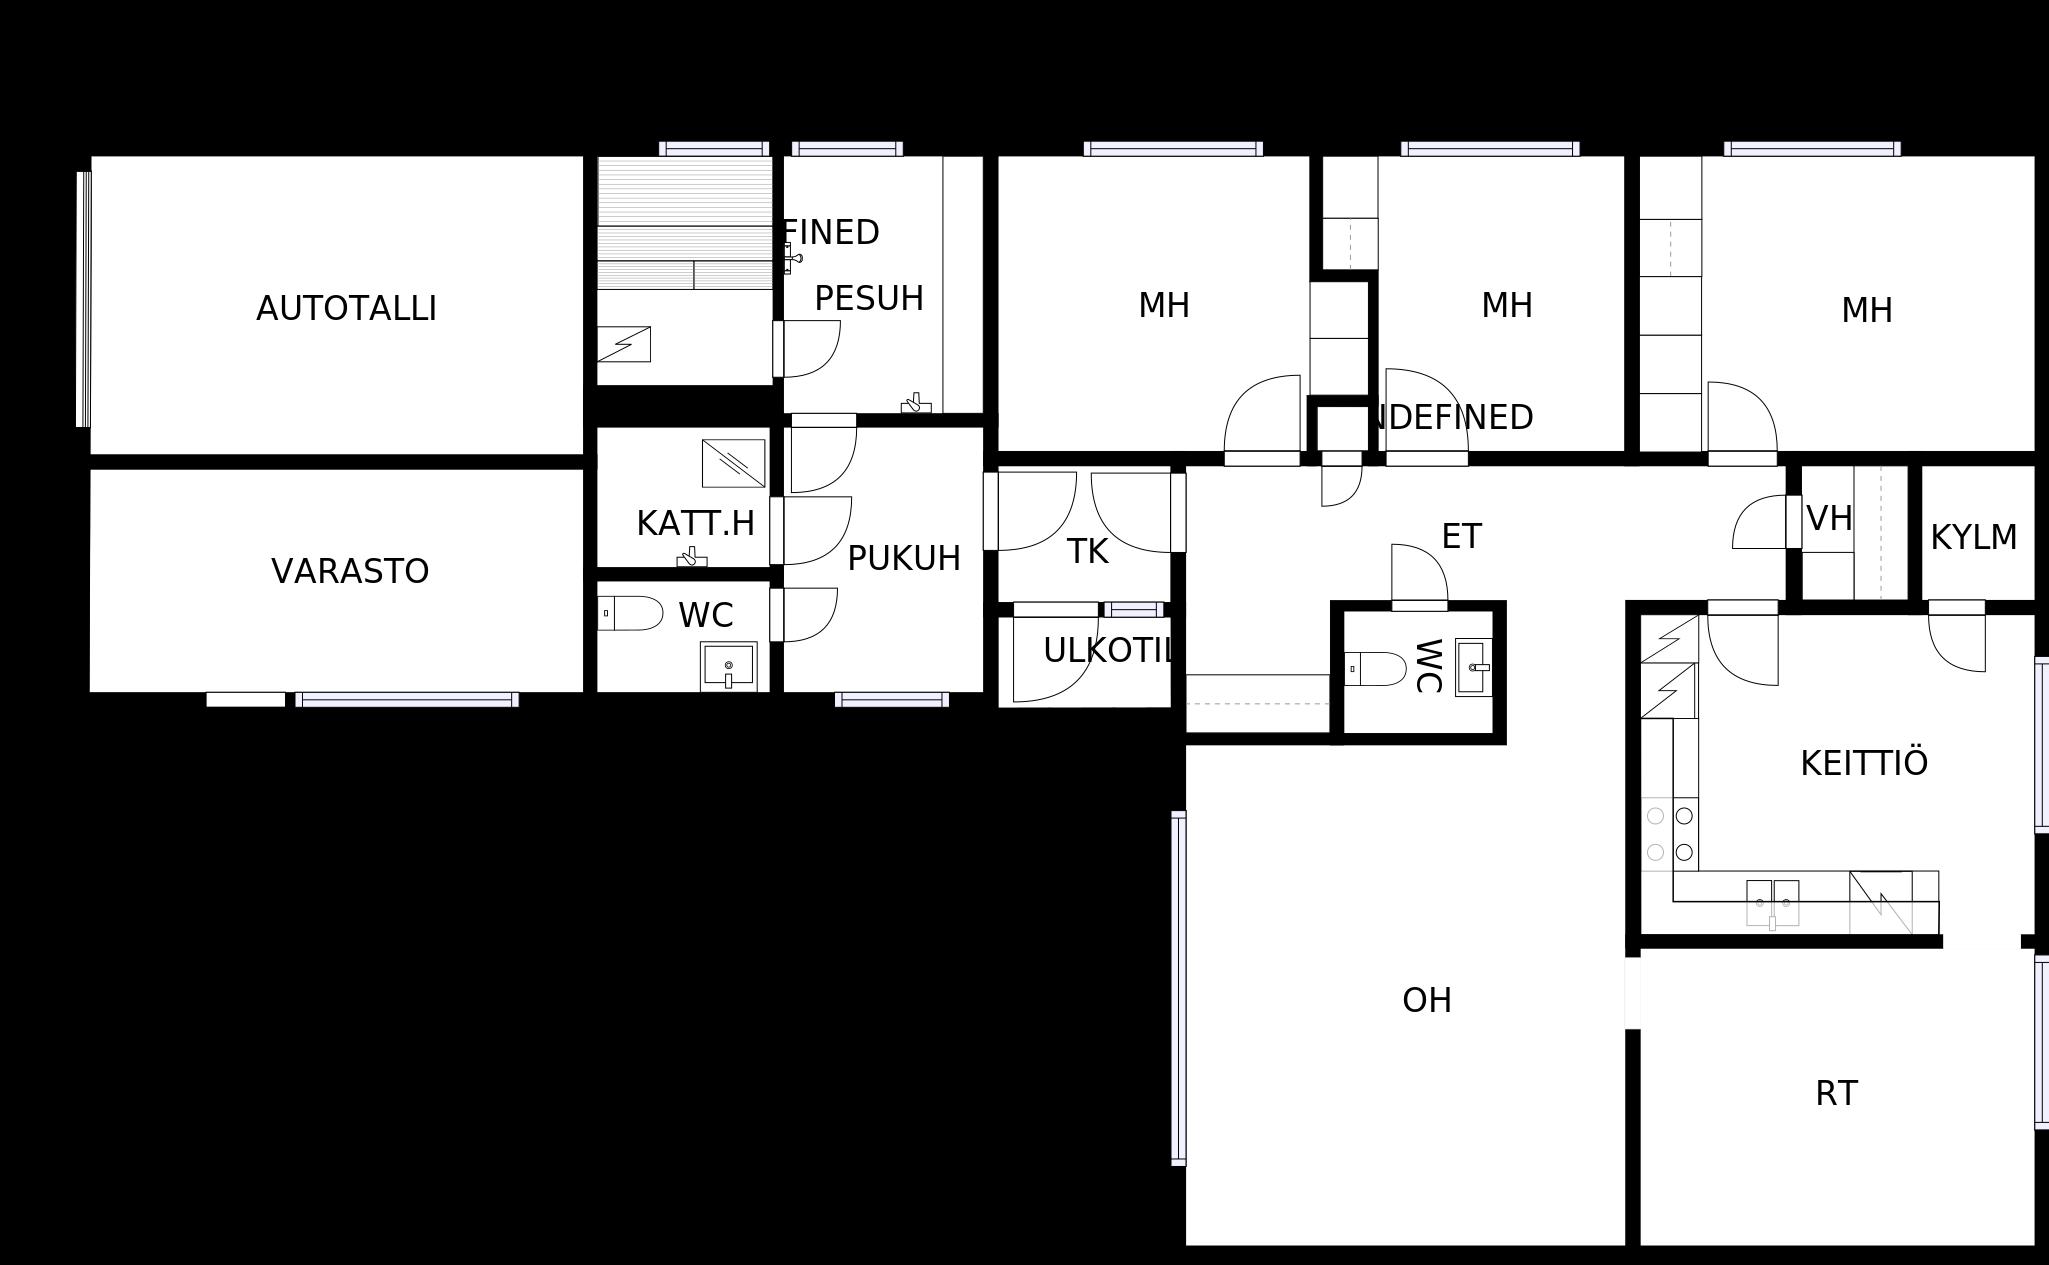 FINED
PESUH
AUTOTALLI
MH
MH
MH
NDEFINED
KATT.H
VH
ET
KYLM
TK
PUKUH
VARASTO
WC
ULKOTIL
WC
KEITTIÖ
OH
RT